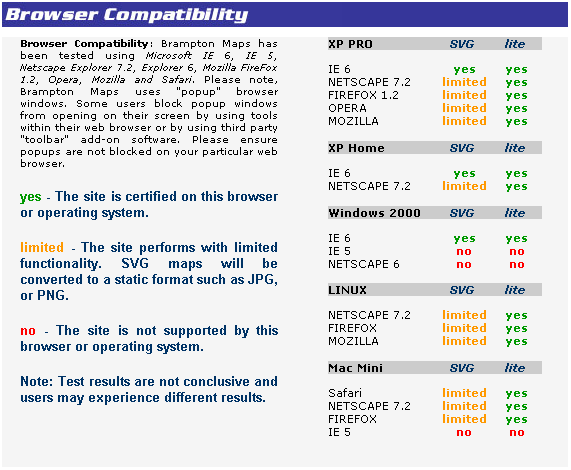 Browser Compatibility
Browser Compatibility: Brampton Maps has
been tested using Microsoft IE 6, IE 5,
Netscape Explorer 7.2, Explorer 6, Mozilla FireFox
1.2, Opera, Mozilla and Safari. Please note,
Brampton Maps uses "popup" browser
windows. Some users block popup windows
from opening on their screen by using tools
within their web browser or by using third party
"toolbar" add-on software. Please ensure
popups are not blocked on your particular web
browser.
yes - The site is certified on this browser
or operating system.
limited - The site performs with limited
functionality. SVG maps will be
converted to a static format such as JPG,
or PNG.
no - The site is not supported by this
browser or operating system.
Note: Test results are not conclusive and
users may experience different results.
XP PRO SVG lite
IE 6 yes yes
NETSCAPE 7.2 limited yes
FIREFOX 1.2 limited yes
OPERA limited yes
MOZILLA limited yes
XP Home SVG lite
IE 6 yes yes
NETSCAPE 7.2 limited yes
Windows 2000 SVG lite
IE 6 yes yes
IE 5 no no
NETSCAPE 6 no no
LINUX SVG lite
NETSCAPE 7.2 limited yes
FIREFOX limited yes
MOZILLA limited yes
Mac Mini SVG lite
Safari limited yes
NETSCAPE 7.2 limited yes
FIREFOX limited yes
IE 5 no no